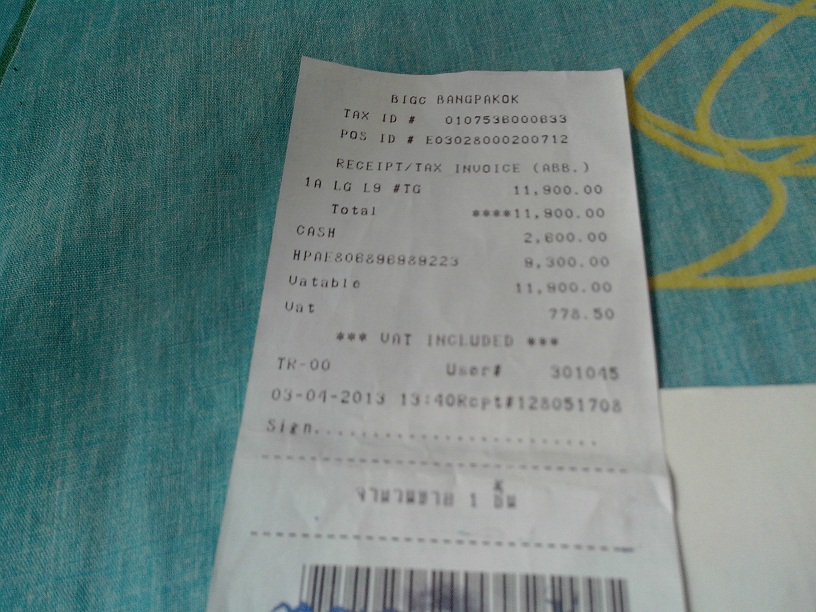 BIGC BANGPAKOK
TAX ID # 0107536000633
POS ID # E03028000200712
RECEIPT/TAX INVOICE (ABB.)
1A LG L9 #TG 11,900.00
Total ****11,900.00
CASH 2,600.00
HPAE806896989223 9,300.00
Vatable 11,900.00
Vat 778.50
*** VAT INCLUDED ***
TR-00 User# 301045
03-04-2013 13:40Rcpt#128051708
Sign..........................
จำนวนขาย 1 ชิ้น